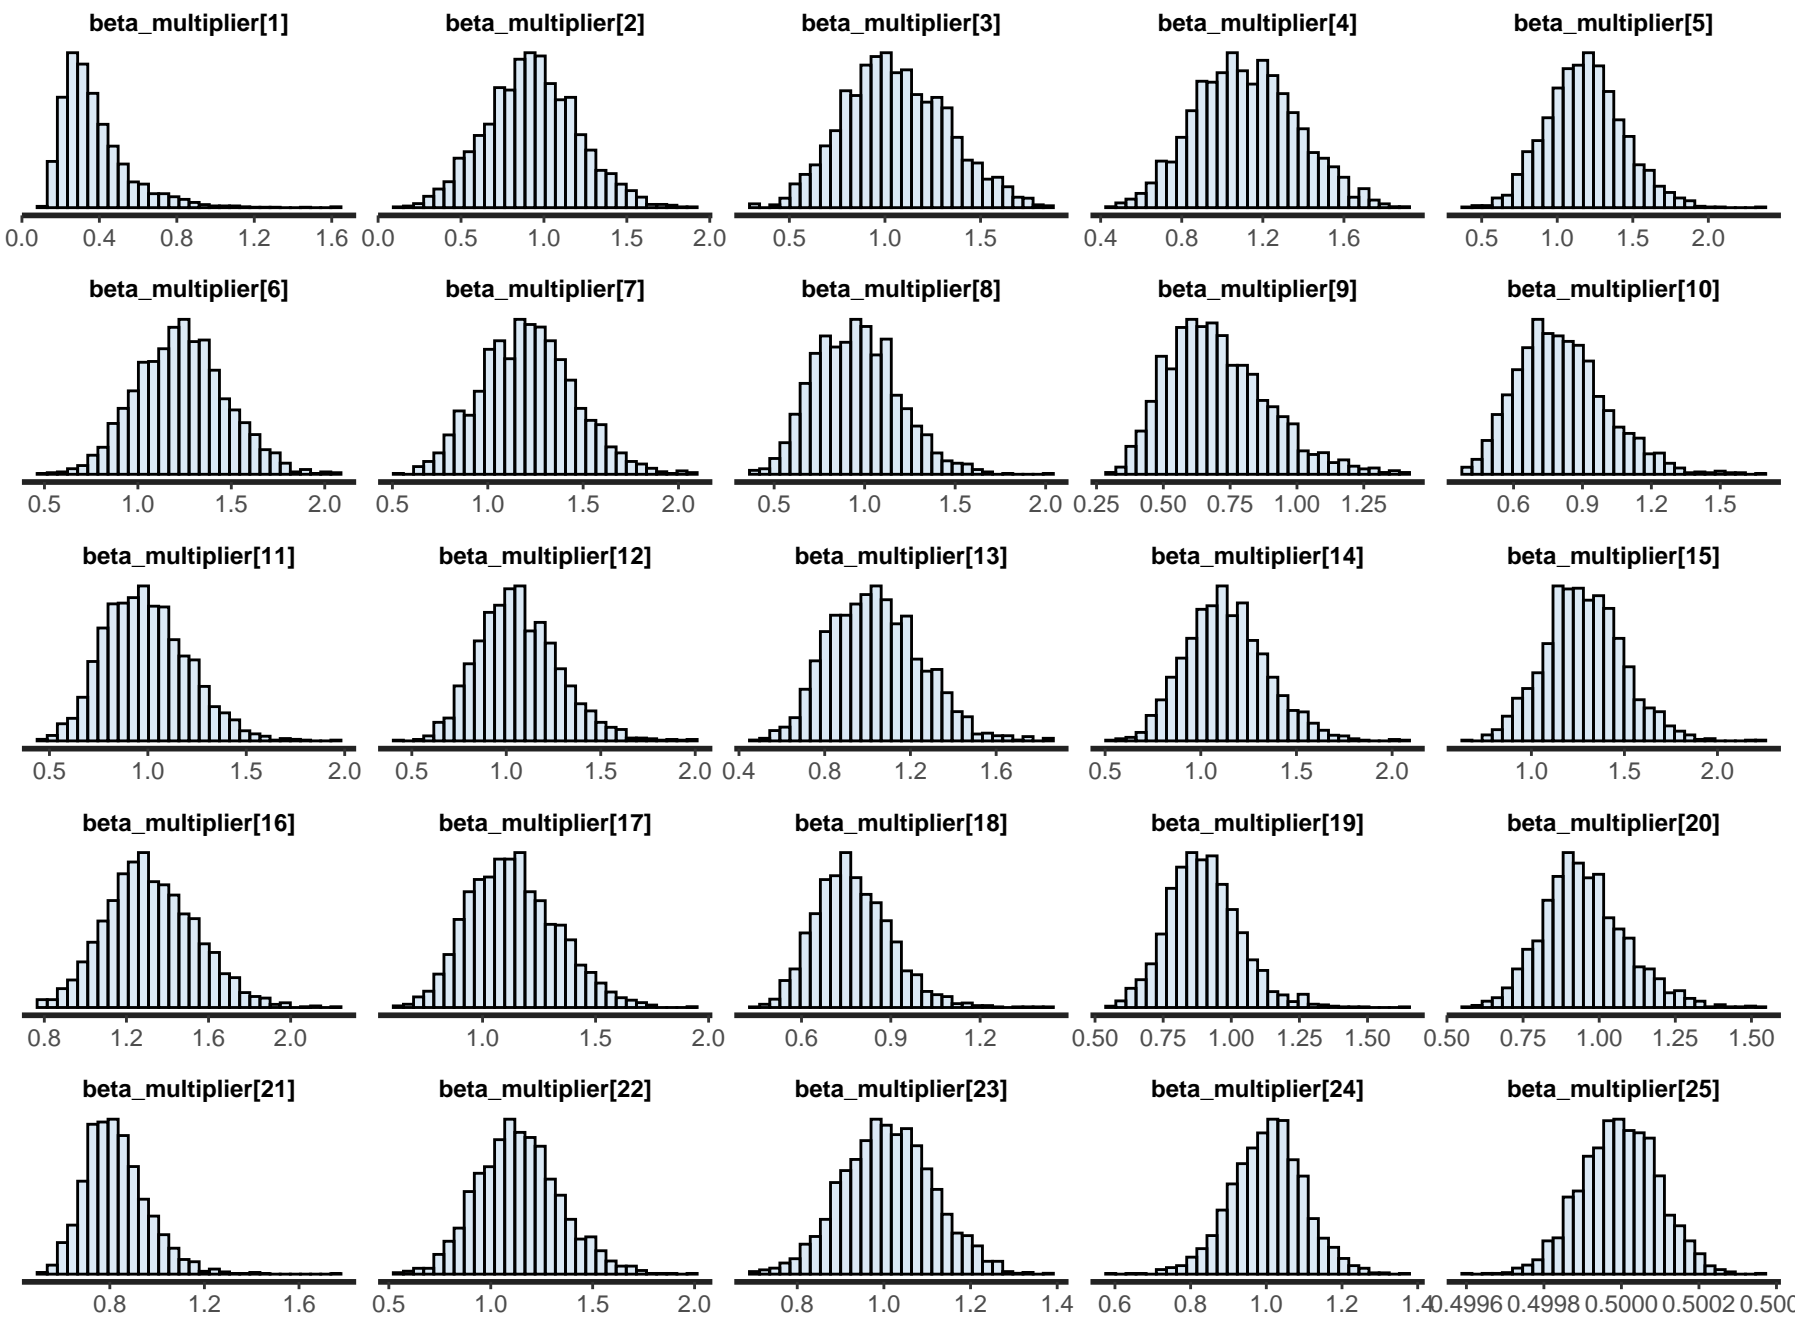 beta_multiplier[1] beta_multiplier[2] beta_multiplier[3] beta_multiplier[4] beta_multiplier[5]
0.0 0.4 0.8 1.2 1.6 0.0 0.5 1.0 1.5 2.0 0.5 1.0 1.5 0.4 0.8 1.2 1.6 0.5 1.0 1.5 2.0
beta_multiplier[6] beta_multiplier[7] beta_multiplier[8] beta_multiplier[9] beta_multiplier[10]
0.5 1.0 1.5 2.0 0.5 1.0 1.5 2.0 0.5 1.0 1.5 2.0 0.25 0.50 0.75 1.00 1.25 0.6 0.9 1.2 1.5
beta_multiplier[11] beta_multiplier[12] beta_multiplier[13] beta_multiplier[14] beta_multiplier[15]
0.5 1.0 1.5 2.0 0.5 1.0 1.5 2.0 0.4 0.8 1.2 1.6 0.5 1.0 1.5 2.0 1.0 1.5 2.0
beta_multiplier[16] beta_multiplier[17] beta_multiplier[18] beta_multiplier[19] beta_multiplier[20]
0.8 1.2 1.6 2.0 1.0 1.5 2.0 0.6 0.9 1.2 0.50 0.75 1.00 1.25 1.50 0.50 0.75 1.00 1.25 1.50
beta_multiplier[21] beta_multiplier[22] beta_multiplier[23] beta_multiplier[24] beta_multiplier[25]
0.8 1.2 1.6 0.5 1.0 1.5 2.0 0.8 1.0 1.2 1.4 0.6 0.8 1.0 1.2 1.4 0.4996 0.4998 0.5000 0.5002